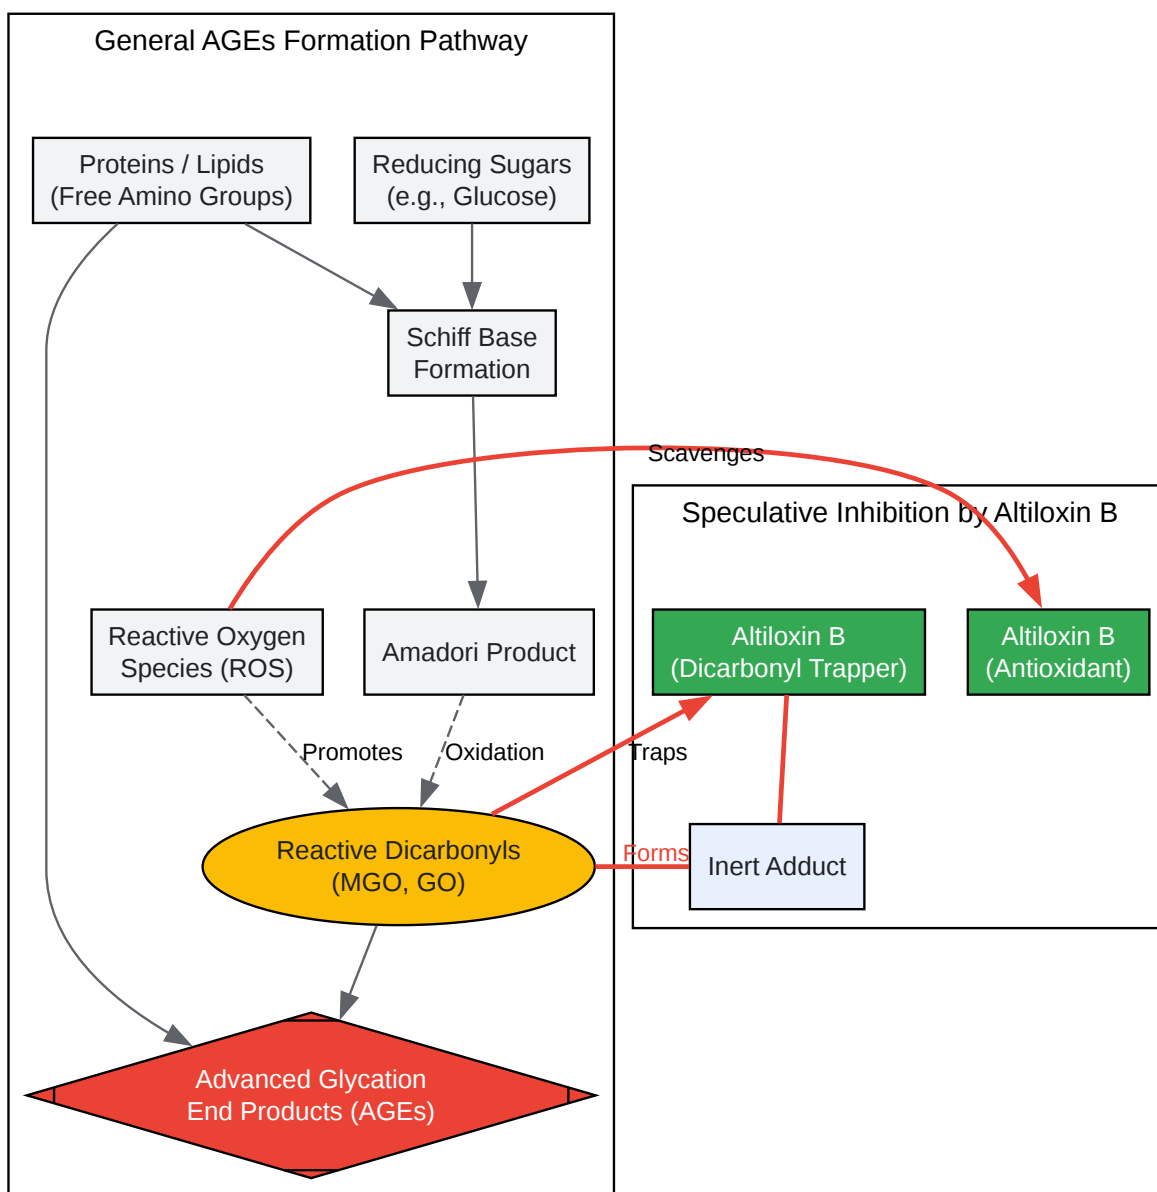 General AGEs Formation Pathway
Proteins / Lipids
(Free Amino Groups)
Reducing Sugars
(e.g., Glucose)
Schiff Base
Formation
Scavenges
Speculative Inhibition by Altiloxin B
Reactive Oxygen
Species (ROS)
Amadori Product
Altiloxin B
(Dicarbonyl Trapper)
Altiloxin B
(Antioxidant)
Promotes
Oxidation
Traps
Reactive Dicarbonyls
(MGO, GO)
Forms
Inert Adduct
Advanced Glycation
End Products (AGEs)